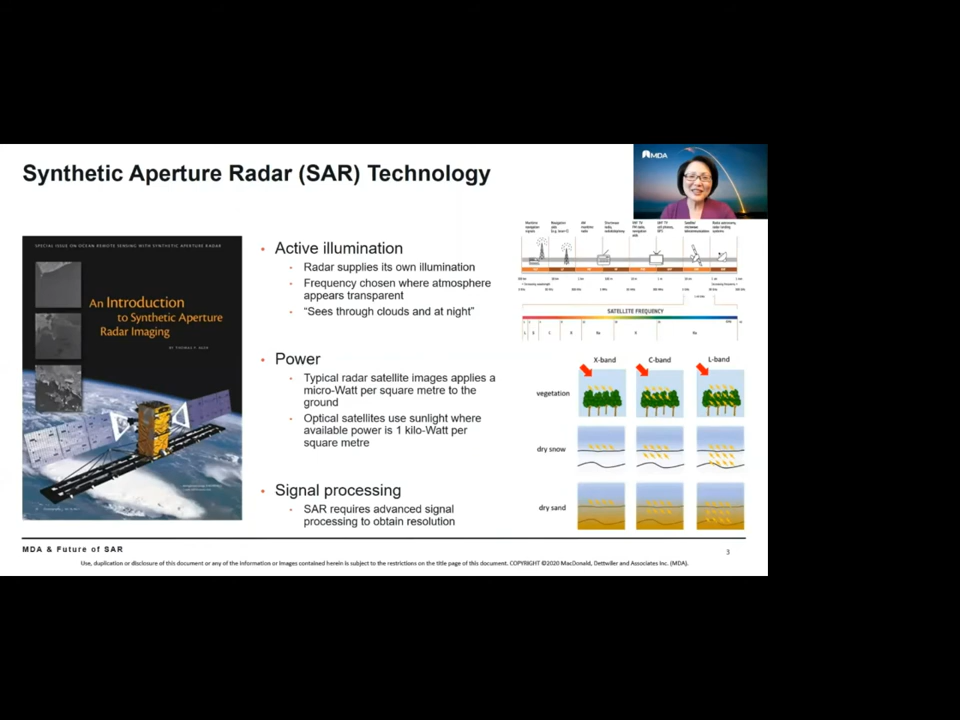 Synthetic Aperture Radar (SAR) Technology
MDA
SPECIAL ISSUE ON OCEAN REMOTE SENSING WITH SYNTHETIC APERTURE RADAR
An Introduction
to Synthetic Aperture
Radar Imaging
• Active illumination
• Radar supplies its own illumination
• Frequency chosen where atmosphere
appears transparent
• “Sees through clouds and at night”
• Power
• Typical radar satellite images applies a
micro-Watt per square metre to the
ground
• Optical satellites use sunlight where
available power is 1 kilo-Watt per
square metre
• Signal processing
• SAR requires advanced signal
processing to obtain resolution
SATELLITE FREQUENCY
X-band C-band L-band
vegetation
dry snow
dry sand
MDA & Future of SAR
3
Use, duplication or disclosure of this document or any of the information or images contained herein is subject to the restrictions on the title page of this document. COPYRIGHT ©2020 MacDonald, Dettwiler and Associates Inc. (MDA).